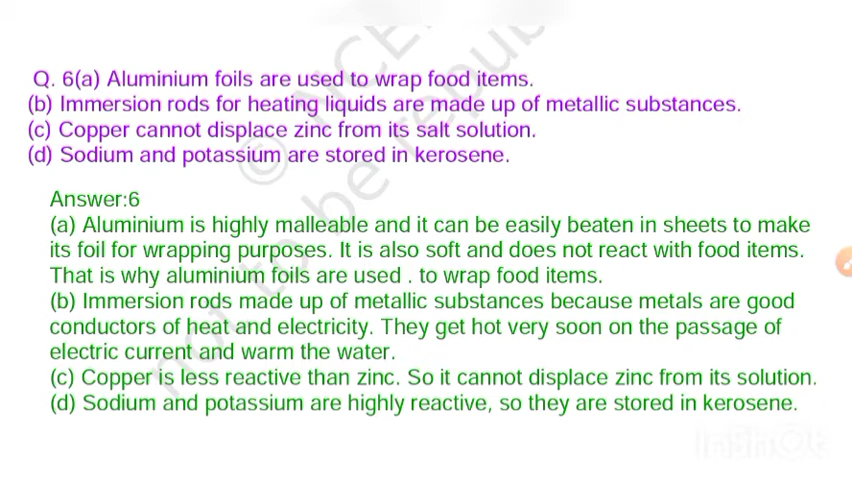 Q. 6(a) Aluminium foils are used to wrap food items.
(b) Immersion rods for heating liquids are made up of metallic substances.
(c) Copper cannot displace zinc from its salt solution.
(d) Sodium and potassium are stored in kerosene.
Answer:6
(a) Aluminium is highly malleable and it can be easily beaten in sheets to make
its foil for wrapping purposes. It is also soft and does not react with food items.
That is why aluminium foils are used . to wrap food items.
(b) Immersion rods made up of metallic substances because metals are good
conductors of heat and electricity. They get hot very soon on the passage of
electric current and warm the water.
(c) Copper is less reactive than zinc. So it cannot displace zinc from its solution.
(d) Sodium and potassium are highly reactive, so they are stored in kerosene.
not to be repub